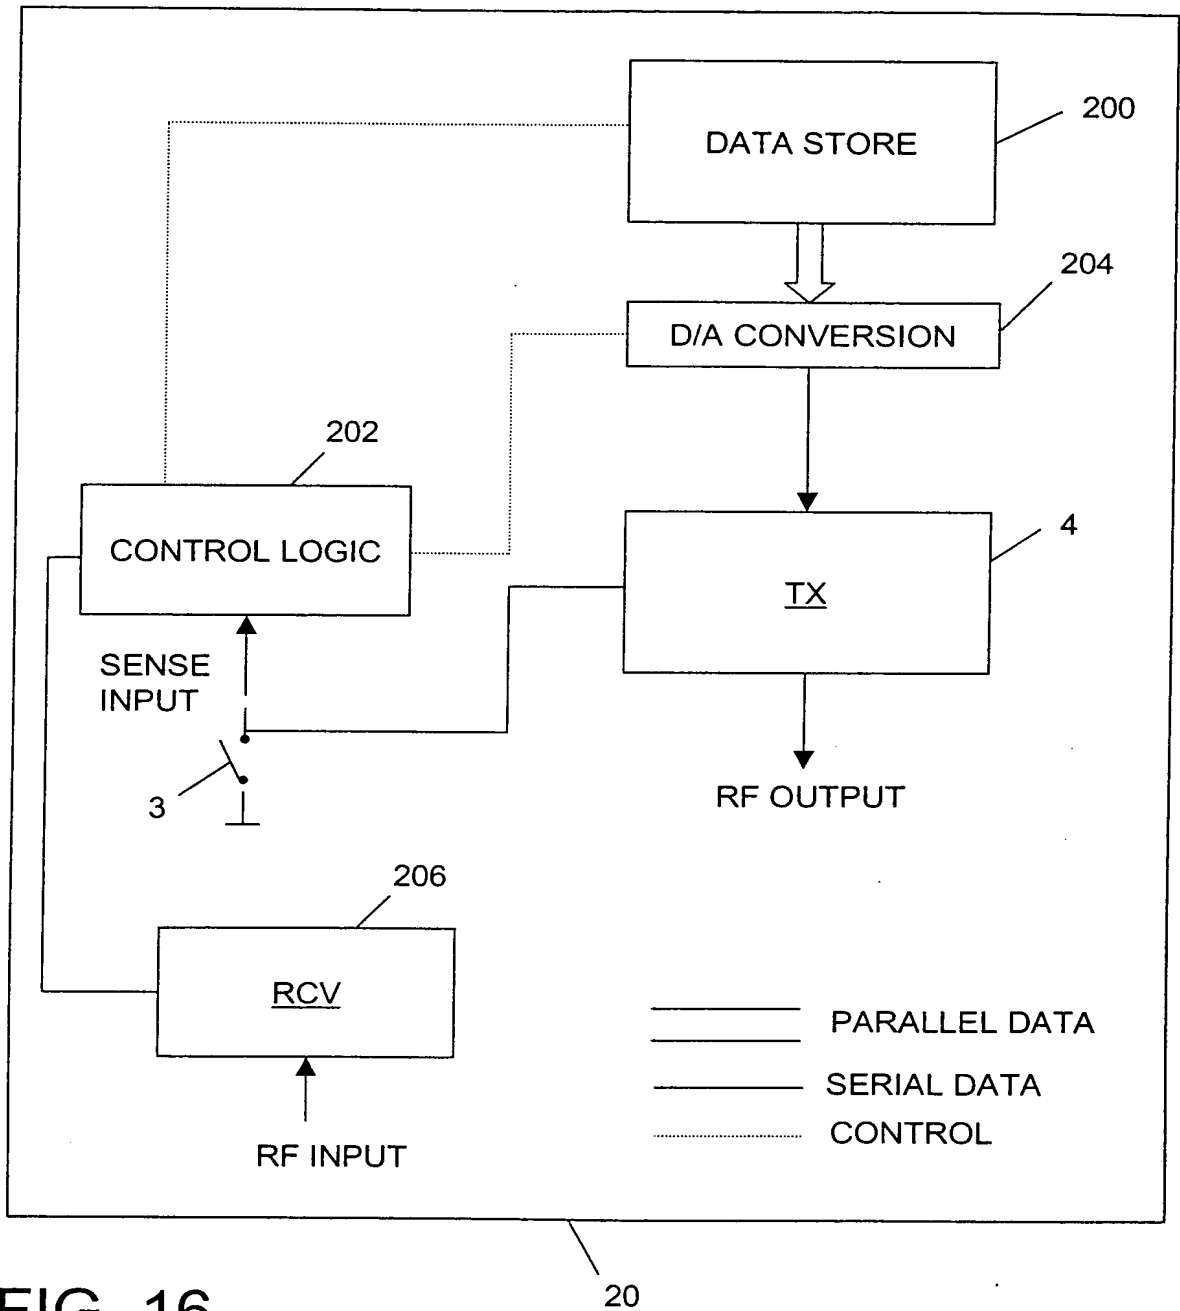 200
DATA STORE
204
D/A CONVERSION
202
CONTROL LOGIC
4
TX
SENSE
INPUT
3
RF OUTPUT
206
RCV
PARALLEL DATA
SERIAL DATA
CONTROL
RF INPUT
20
FIG. 16